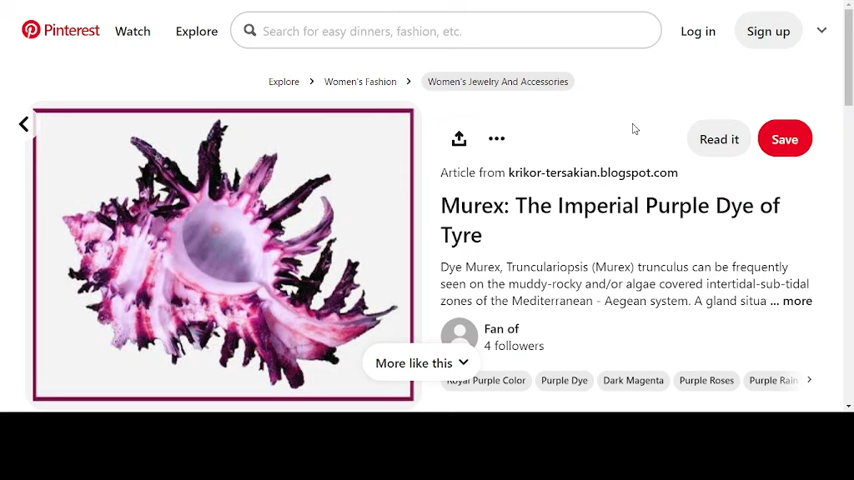 Pinterest Watch Explore Search for easy dinners, fashion, etc. Log in Sign up
Explore Women's Fashion Women's Jewelry And Accessories
Read it Save
Article from krikor-tersakian.blogspot.com
Murex: The Imperial Purple Dye of
Tyre
Dye Murex, Trunculariopsis (Murex) trunculus can be frequently
seen on the muddy-rocky and/or algae covered intertidal-sub-tidal
zones of the Mediterranean - Aegean system. A gland situa ... more
Fan of
4 followers
More like this
Royal Purple Color Purple Dye Dark Magenta Purple Roses Purple Rain